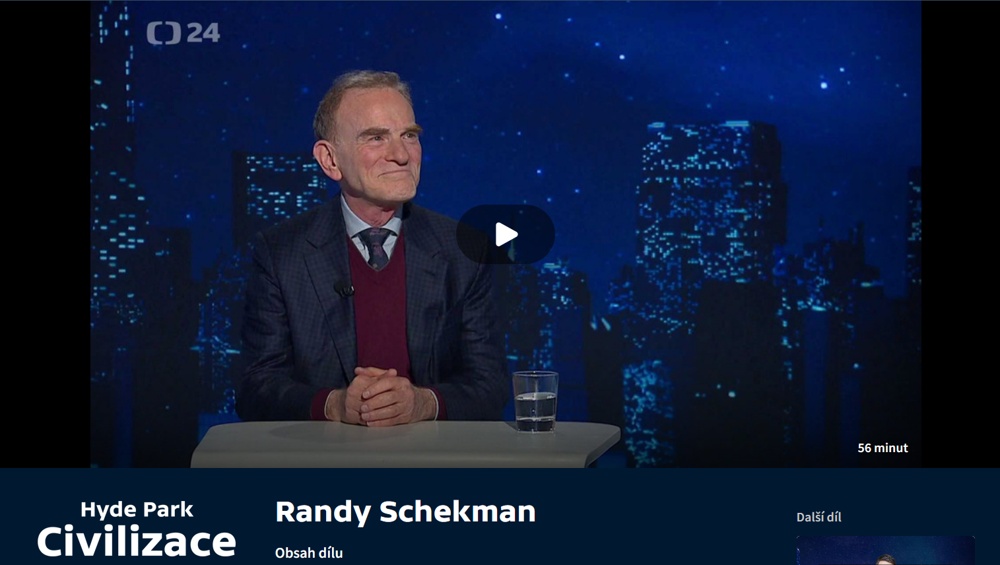 24
56 minut
Hyde Park
Civilizace
Randy Schekman
Obsah dílu
Další díl